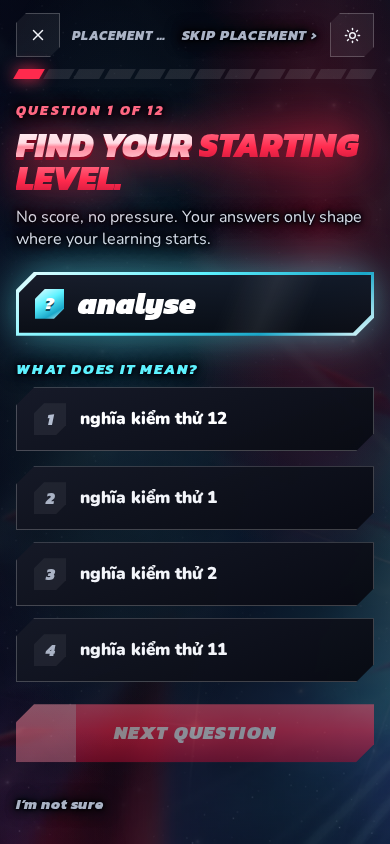 PLACEMENT …
SKIP PLACEMENT >
QUESTION 1 OF 12
FIND YOUR STARTING
LEVEL.
No score, no pressure. Your answers only shape
where your learning starts.
? analyse
WHAT DOES IT MEAN?
1 nghĩa kiểm thử 12
2 nghĩa kiểm thử 1
3 nghĩa kiểm thử 2
4 nghĩa kiểm thử 11
NEXT QUESTION
I'm not sure